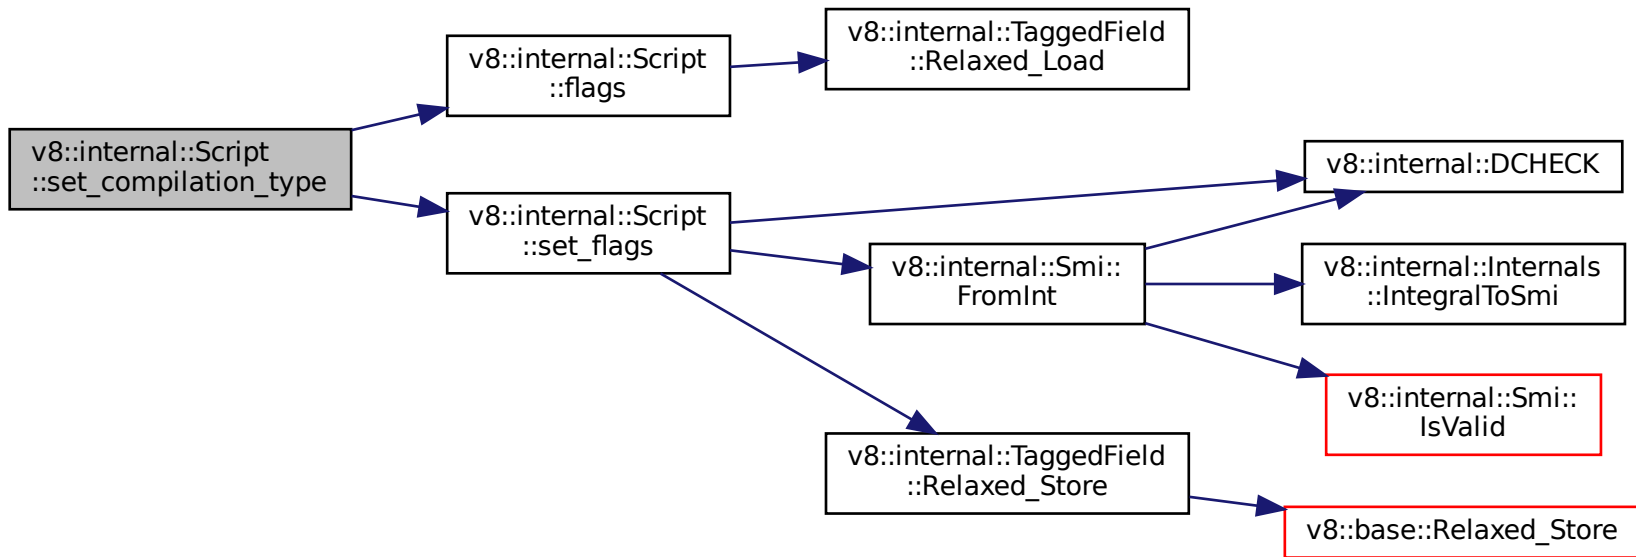 v8::internal::Script
::set_compilation_type
v8::internal::Script
::flags
v8::internal::TaggedField
::Relaxed_Load
v8::internal::Script
::set_flags
v8::internal::DCHECK
v8::internal::Smi::
FromInt
v8::internal::Internals
::IntegralToSmi
v8::internal::Smi::
IsValid
v8::internal::TaggedField
::Relaxed_Store
v8::base::Relaxed_Store